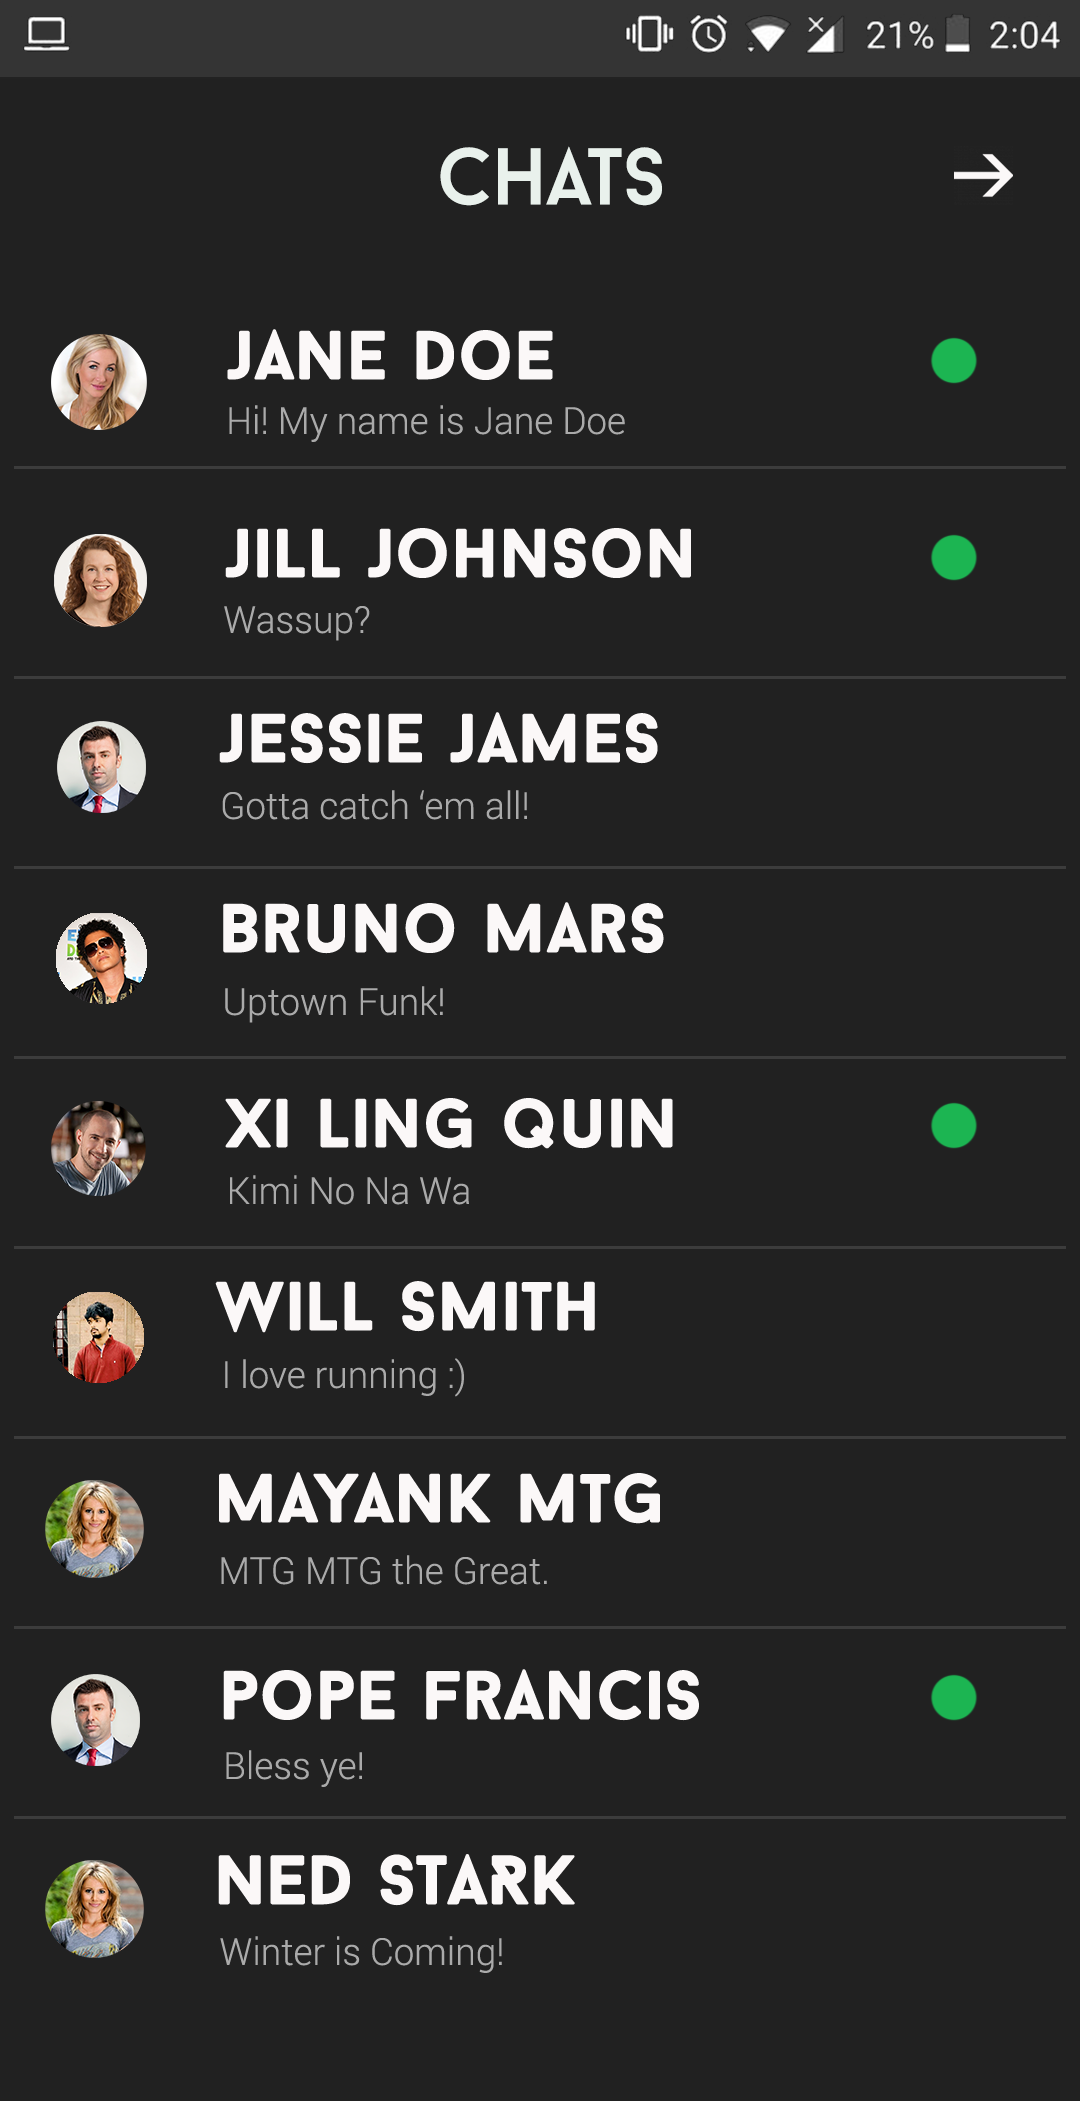 21% 2:04
CHATS
JANE DOE
Hi! My name is Jane Doe
JILL JOHNSON
Wassup?
JESSIE JAMES
Gotta catch ‘em all!
BRUNO MARS
Uptown Funk!
XI LING QUIN
Kimi No Na Wa
WILL SMITH
I love running :)
MAYANK MTG
MTG MTG the Great.
POPE FRANCIS
Bless ye!
NED STARK
Winter is Coming!